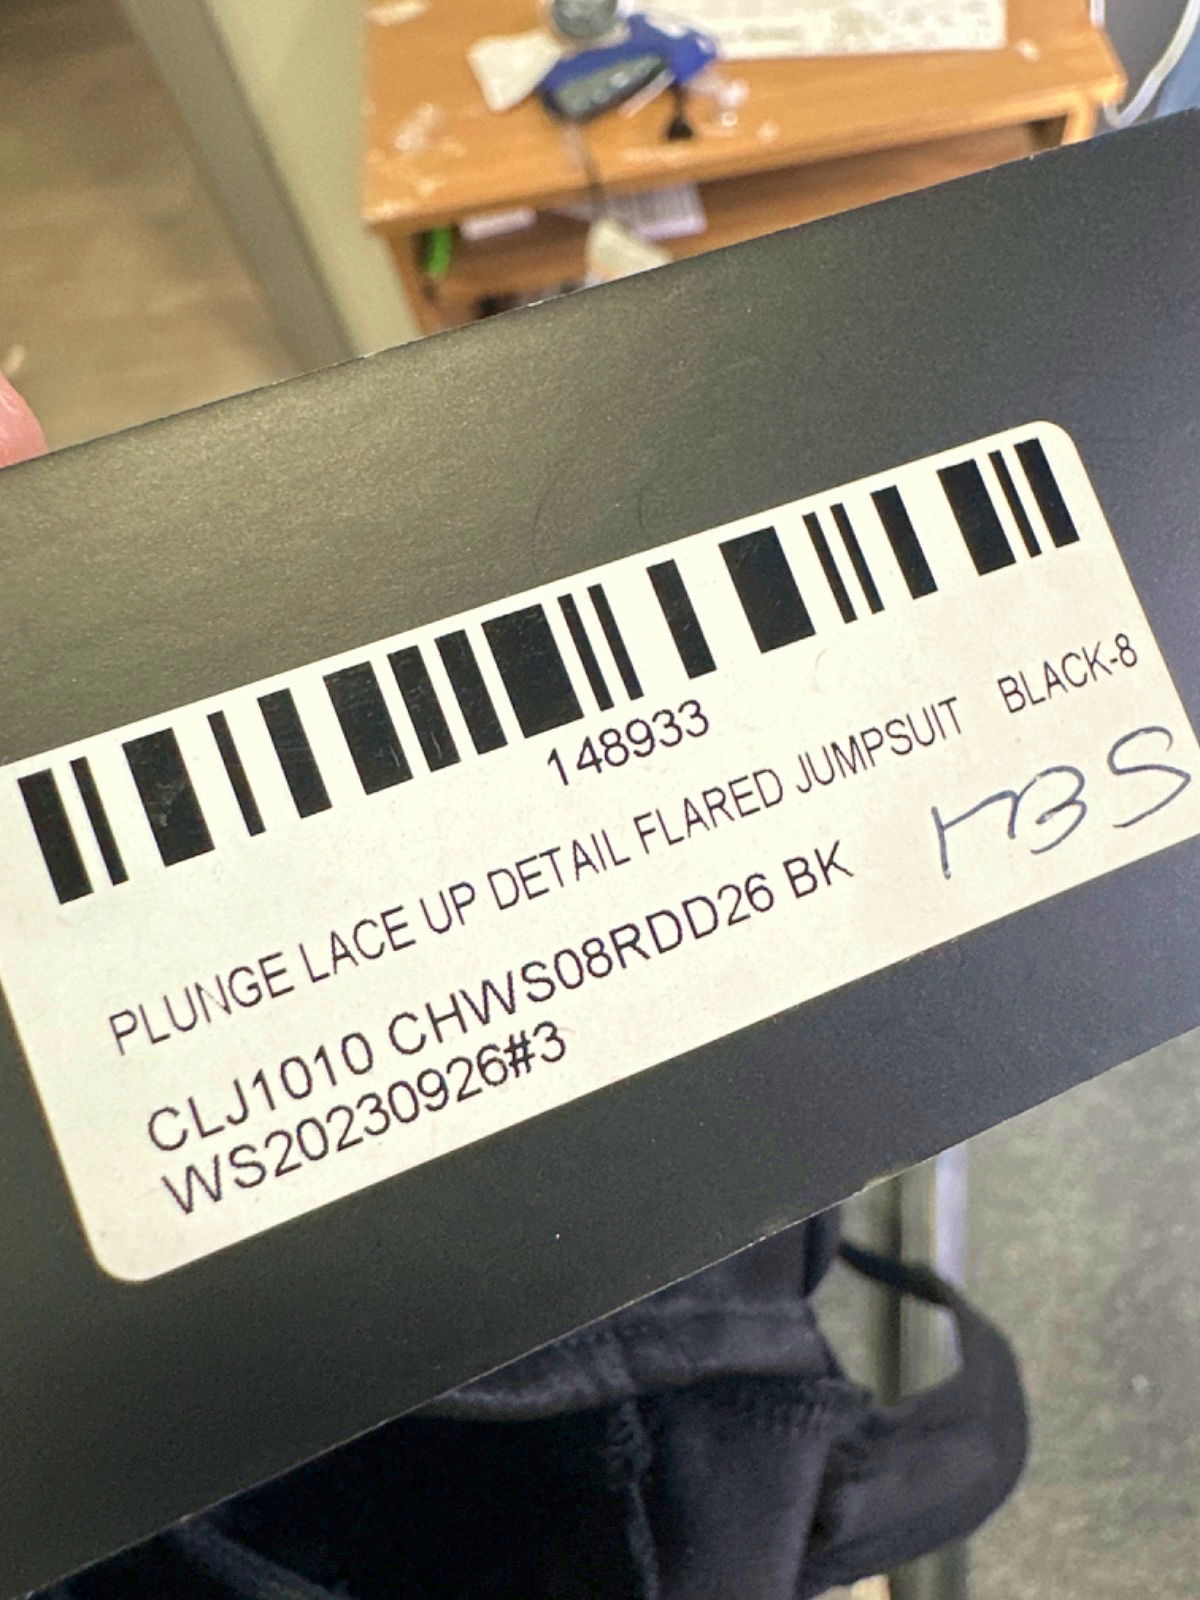 148933
PLUNGE LACE UP DETAIL FLARED JUMPSUIT BLACK-8
CLJ1010 CHWS08RDD26 BK
WS20230926#3